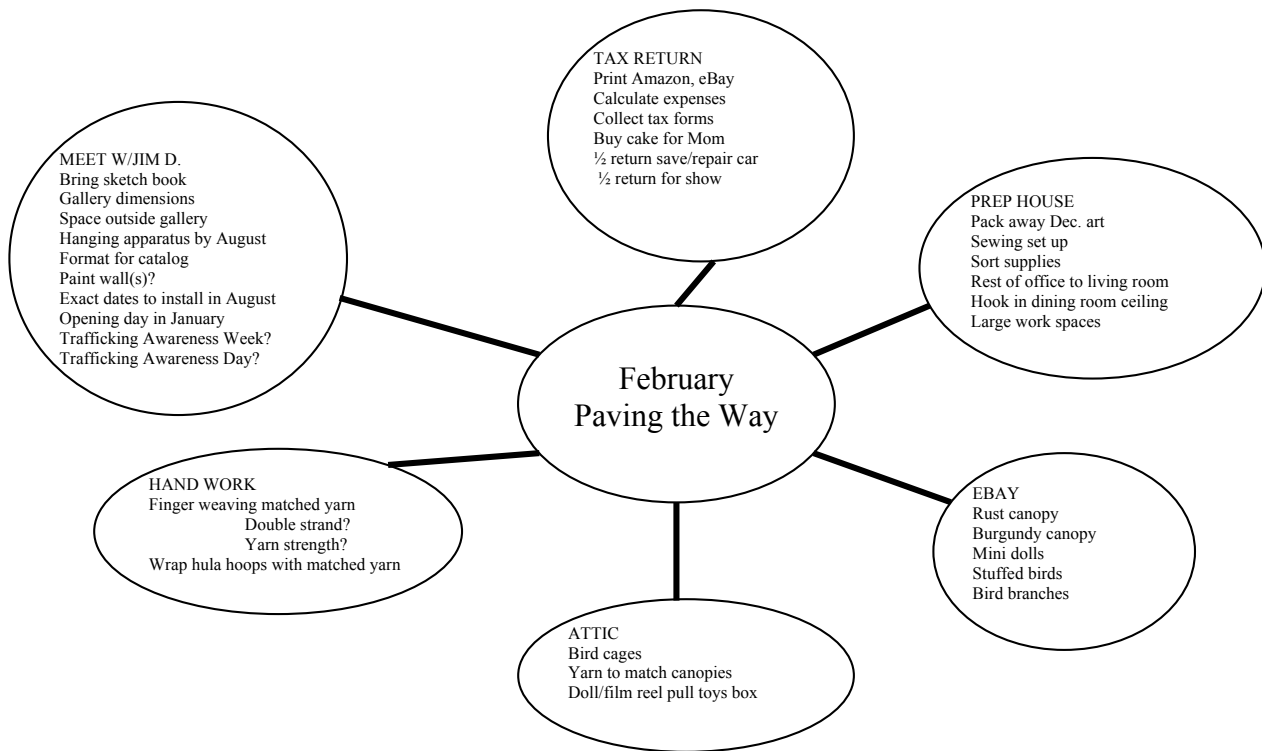 TAX RETURN
Print Amazon, eBay
Calculate expenses
Collect tax forms
Buy cake for Mom
½ return save/repair car
½ return for show
MEET W/JIM D.
Bring sketch book
Gallery dimensions
Space outside gallery
Hanging apparatus by August
Format for catalog
Paint wall(s)?
Exact dates to install in August
Opening day in January
Trafficking Awareness Week?
Trafficking Awareness Day?
PREP HOUSE
Pack away Dec. art
Sewing set up
Sort supplies
Rest of office to living room
Hook in dining room ceiling
Large work spaces
February
Paving the Way
HAND WORK
Finger weaving matched yarn
Double strand?
Yarn strength?
Wrap hula hoops with matched yarn
EBAY
Rust canopy
Burgundy canopy
Mini dolls
Stuffed birds
Bird branches
ATTIC
Bird cages
Yarn to match canopies
Doll/film reel pull toys box